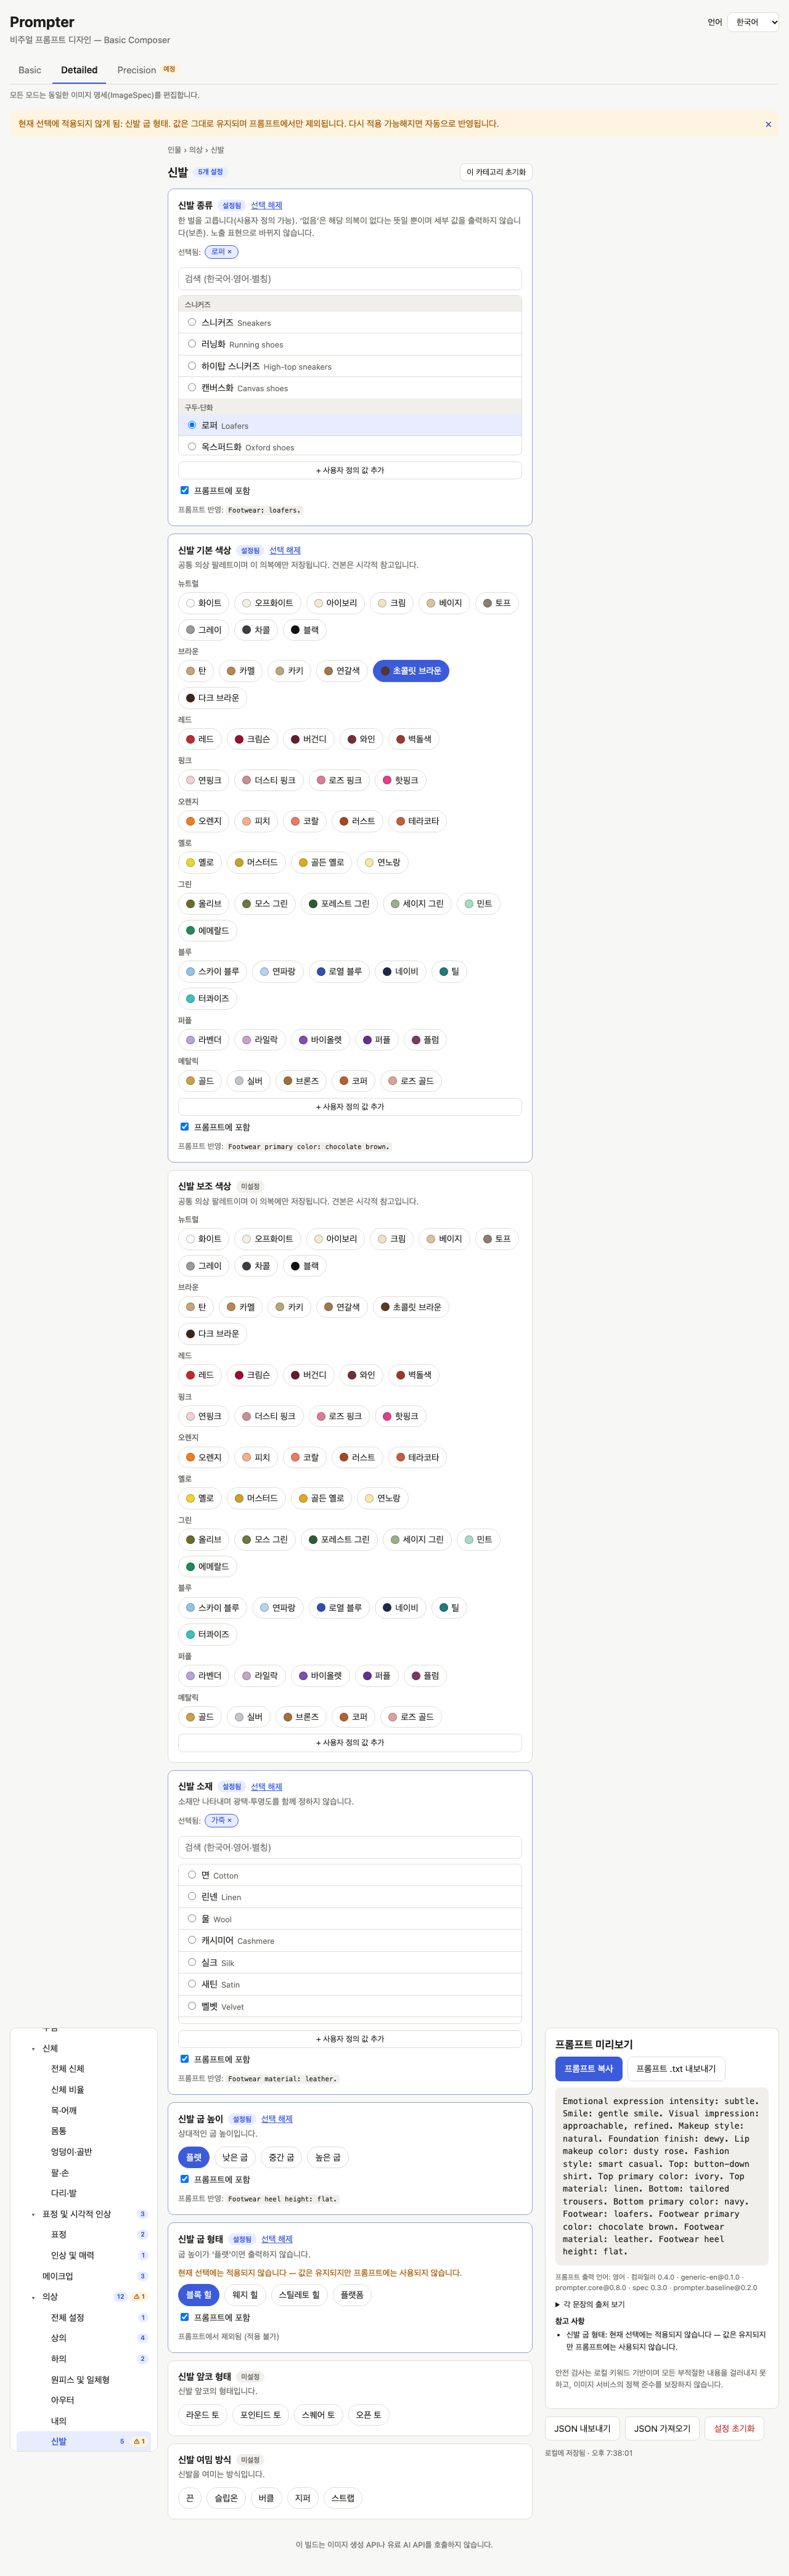 Prompter
언어 한국어
비주얼 프롬프트 디자인 — Basic Composer
Basic Detailed Precision 예정
모든 모드는 동일한 이미지 명세(ImageSpec)를 편집합니다.
현재 선택에 적용되지 않게 됨: 신발 굽 형태. 값은 그대로 유지되며 프롬프트에서만 제외됩니다. 다시 적용 가능해지면 자동으로 반영됩니다. ×
인물 › 의상 › 신발
신발 5개 설정 이 카테고리 초기화
신발 종류 설정됨 선택 해제
한 벌을 고릅니다(사용자 정의 가능). '없음'은 해당 의복이 없다는 뜻일 뿐이며 세부 값을 출력하지 않습니
다(보존). 노출 표현으로 바뀌지 않습니다.
선택됨: 로퍼 ×
검색 (한국어·영어·별칭)
스니커즈
스니커즈 Sneakers
러닝화 Running shoes
하이탑 스니커즈 High-top sneakers
캔버스화 Canvas shoes
구두·단화
로퍼 Loafers
옥스퍼드화 Oxford shoes
+ 사용자 정의 값 추가
프롬프트에 포함
프롬프트 반영: Footwear: loafers.
신발 기본 색상 설정됨 선택 해제
공통 의상 팔레트이며 이 의복에만 저장됩니다. 견본은 시각적 참고입니다.
뉴트럴
화이트 오프화이트 아이보리 크림 베이지 토프
그레이 차콜 블랙
브라운
탄 카멜 카키 연갈색 초콜릿 브라운
다크 브라운
레드
레드 크림슨 버건디 와인 벽돌색
핑크
연핑크 더스티 핑크 로즈 핑크 핫핑크
오렌지
오렌지 피치 코랄 러스트 테라코타
옐로
옐로 머스터드 골든 옐로 연노랑
그린
올리브 모스 그린 포레스트 그린 세이지 그린 민트
에메랄드
블루
스카이 블루 연파랑 로열 블루 네이비 틸
터콰이즈
퍼플
라벤더 라일락 바이올렛 퍼플 플럼
메탈릭
골드 실버 브론즈 코퍼 로즈 골드
+ 사용자 정의 값 추가
프롬프트에 포함
프롬프트 반영: Footwear primary color: chocolate brown.
신발 보조 색상 미설정
공통 의상 팔레트이며 이 의복에만 저장됩니다. 견본은 시각적 참고입니다.
뉴트럴
화이트 오프화이트 아이보리 크림 베이지 토프
그레이 차콜 블랙
브라운
탄 카멜 카키 연갈색 초콜릿 브라운
다크 브라운
레드
레드 크림슨 버건디 와인 벽돌색
핑크
연핑크 더스티 핑크 로즈 핑크 핫핑크
오렌지
오렌지 피치 코랄 러스트 테라코타
옐로
옐로 머스터드 골든 옐로 연노랑
그린
올리브 모스 그린 포레스트 그린 세이지 그린 민트
에메랄드
블루
스카이 블루 연파랑 로열 블루 네이비 틸
터콰이즈
퍼플
라벤더 라일락 바이올렛 퍼플 플럼
메탈릭
골드 실버 브론즈 코퍼 로즈 골드
+ 사용자 정의 값 추가
신발 소재 설정됨 선택 해제
소재만 나타내며 광택·투명도를 함께 정하지 않습니다.
선택됨: 가죽 ×
검색 (한국어·영어·별칭)
면 Cotton
린넨 Linen
울 Wool
캐시미어 Cashmere
실크 Silk
새틴 Satin
벨벳 Velvet
+ 사용자 정의 값 추가
프롬프트에 포함
프롬프트 반영: Footwear material: leather.
신발 굽 높이 설정됨 선택 해제
상대적인 굽 높이입니다.
플랫 낮은 굽 중간 굽 높은 굽
프롬프트에 포함
프롬프트 반영: Footwear heel height: flat.
신발 굽 형태 설정됨 선택 해제
굽 높이가 '플랫'이면 출력하지 않습니다.
현재 선택에는 적용되지 않습니다 — 값은 유지되지만 프롬프트에는 사용되지 않습니다.
블록 힐 웨지 힐 스틸레토 힐 플랫폼
프롬프트에 포함
프롬프트에서 제외됨 (적용 불가)
신발 앞코 형태 미설정
신발 앞코의 형태입니다.
라운드 토 포인티드 토 스퀘어 토 오픈 토
신발 여밈 방식 미설정
신발을 여미는 방식입니다.
끈 슬립온 버클 지퍼 스트랩
신체
전체 신체
신체 비율
목·어깨
몸통
엉덩이·골반
팔·손
다리·발
표정 및 시각적 인상 3
표정 2
인상 및 매력 1
메이크업 3
의상 12 ⚠ 1
전체 설정 1
상의 4
하의 2
원피스 및 일체형
아우터
내의
신발 5 ⚠ 1
프롬프트 미리보기
프롬프트 복사 프롬프트 .txt 내보내기
Emotional expression intensity: subtle.
Smile: gentle smile. Visual impression:
approachable, refined. Makeup style:
natural. Foundation finish: dewy. Lip
makeup color: dusty rose. Fashion
style: smart casual. Top: button-down
shirt. Top primary color: ivory. Top
material: linen. Bottom: tailored
trousers. Bottom primary color: navy.
Footwear: loafers. Footwear primary
color: chocolate brown. Footwear
material: leather. Footwear heel
height: flat.
프롬프트 출력 언어: 영어 · 컴파일러 0.4.0 · generic-en@0.1.0 ·
prompter.core@0.8.0 · spec 0.3.0 · prompter.baseline@0.2.0
▶ 각 문장의 출처 보기
참고 사항
• 신발 굽 형태: 현재 선택에는 적용되지 않습니다 — 값은 유지되지
만 프롬프트에는 사용되지 않습니다.
안전 검사는 로컬 키워드 기반이며 모든 부적절한 내용을 걸러내지 못
하고, 이미지 서비스의 정책 준수를 보장하지 않습니다.
JSON 내보내기 JSON 가져오기 설정 초기화
로컬에 저장됨 · 오후 7:38:01
이 빌드는 이미지 생성 API나 유료 AI API를 호출하지 않습니다.